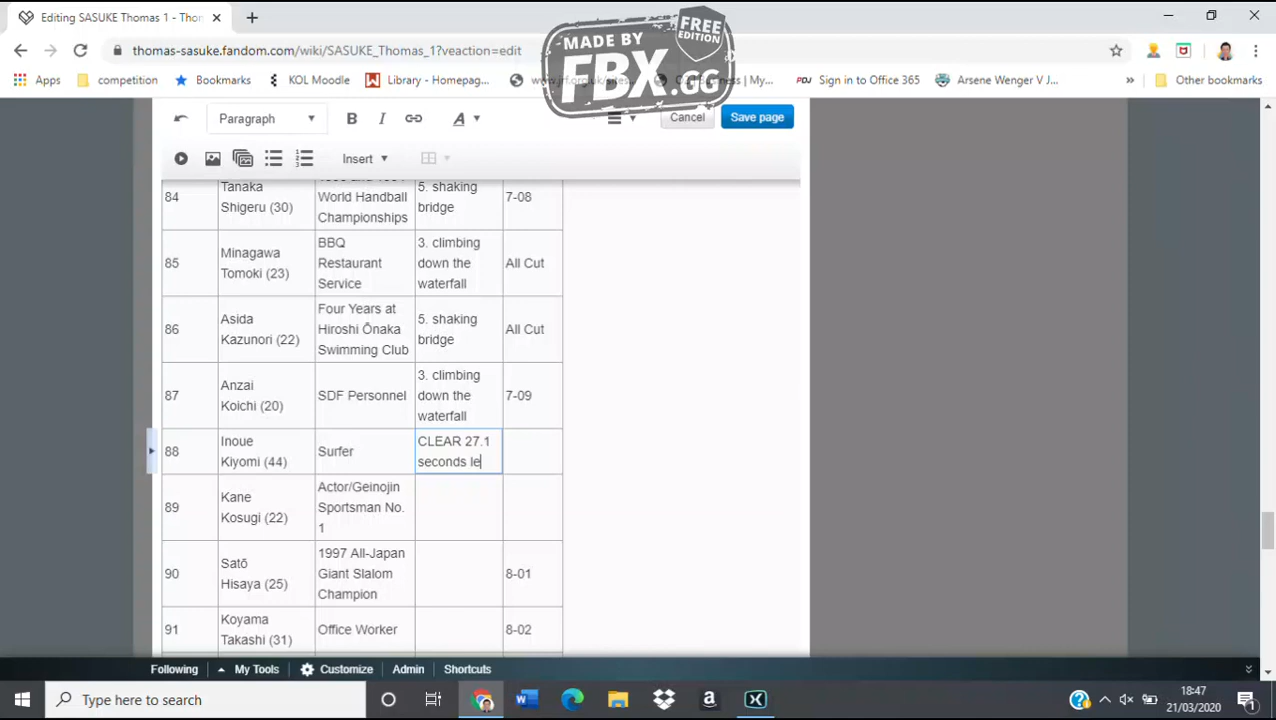 Editing SASUKE Thomas 1 - Thor
MADE BY
FBX.GG
FREE
EDITION
thomas-sasuke.fandom.com/wiki/SASUKE_Thomas_1?veaction=edit
Apps competition Bookmarks KOL Moodle Library - Homepag... Business | My... Sign in to Office 365 Arsene Wenger V J... » Other bookmarks
Paragraph B I A Cancel Save page
Insert
84 Tanaka Shigeru (30) World Handball Championships 5. shaking bridge 7-08
85 Minagawa Tomoki (23) BBQ Restaurant Service 3. climbing down the waterfall All Cut
86 Asida Kazunori (22) Four Years at Hiroshi Ōnaka Swimming Club 5. shaking bridge All Cut
87 Anzai Koichi (20) SDF Personnel 3. climbing down the waterfall 7-09
88 Inoue Kiyomi (44) Surfer CLEAR 27.1 seconds le
89 Kane Kosugi (22) Actor/Geinojin Sportsman No. 1
90 Satō Hisaya (25) 1997 All-Japan Giant Slalom Champion 8-01
91 Koyama Takashi (31) Office Worker 8-02
Following My Tools Customize Admin Shortcuts
Type here to search
18:47
21/03/2020